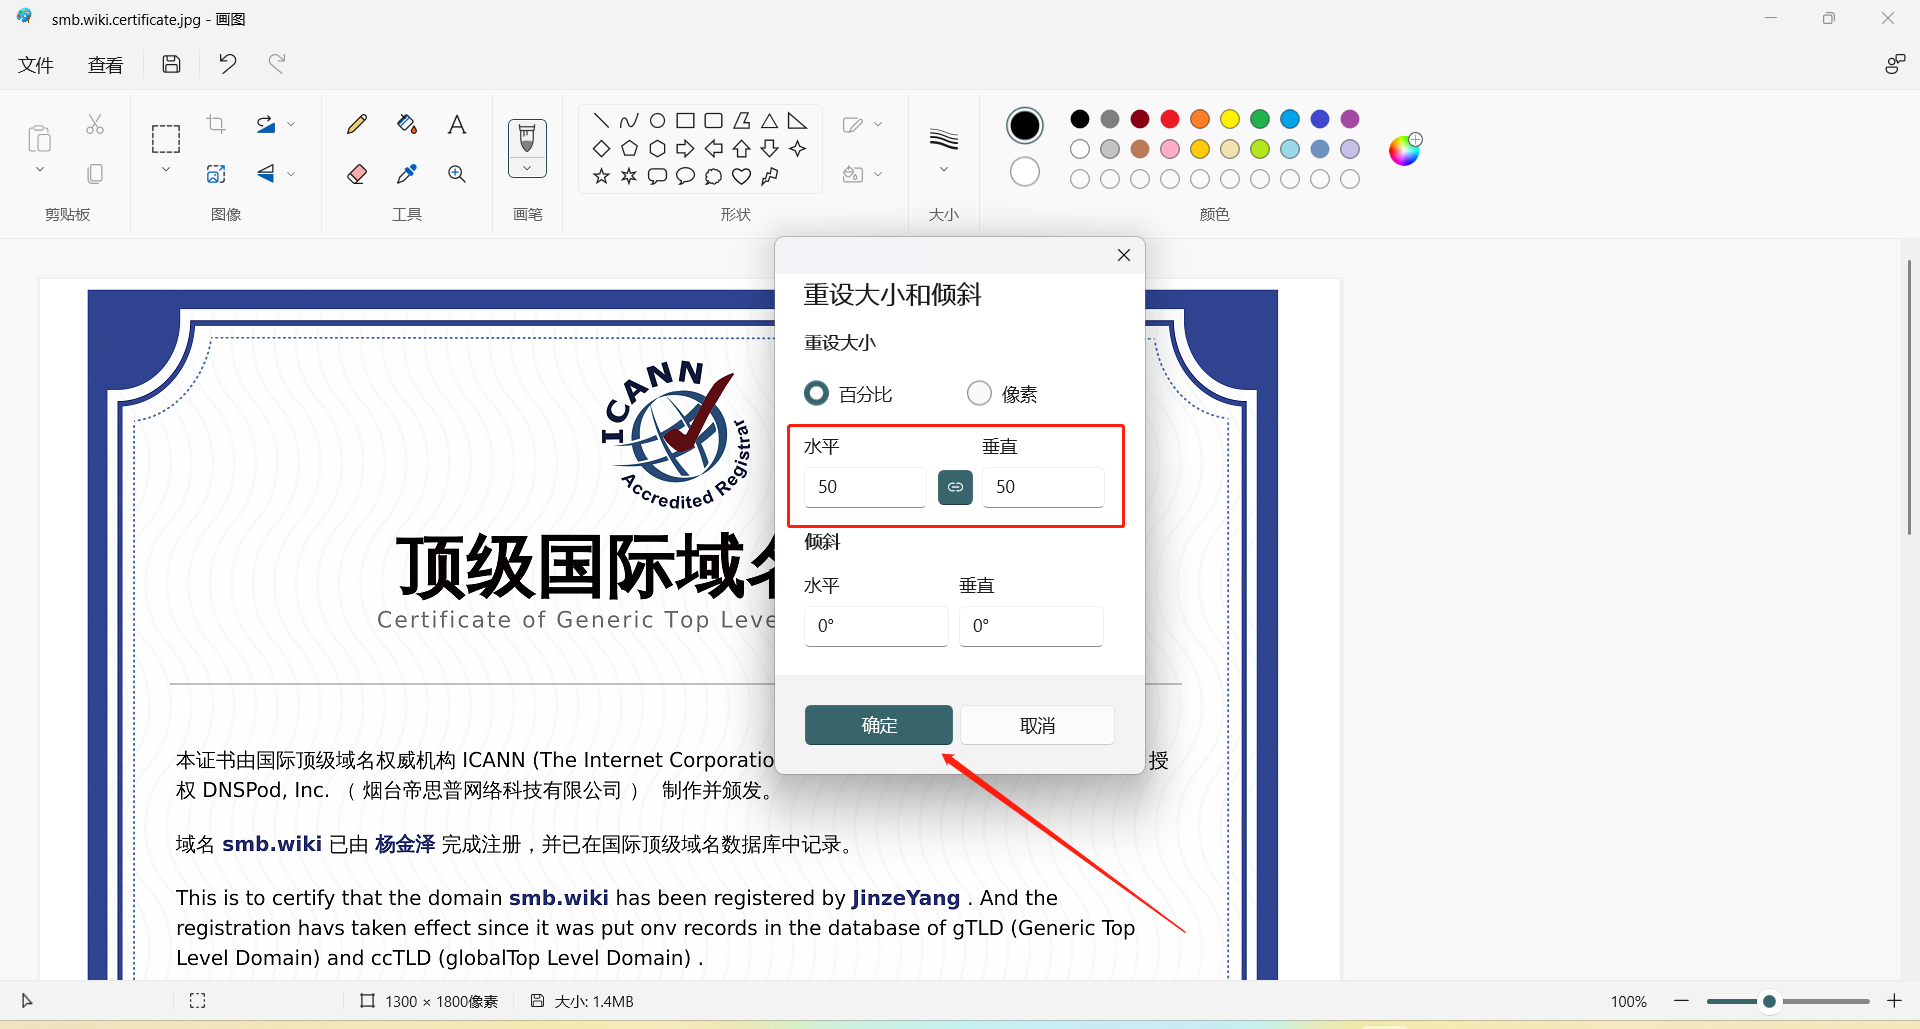 smb.wiki.certificate.jpg - 画图
文件 查看
剪贴板 图像 工具 画笔 形状 大小 颜色
重设大小和倾斜
重设大小
百分比 像素
水平 垂直
50 50
倾斜
水平 垂直
0° 0°
确定 取消
ICANN
Accredited Registrar
顶级国际域名
Certificate of Generic Top Leve
本证书由国际顶级域名权威机构 ICANN (The Internet Corporatio 授
权 DNSPod, Inc. （ 烟台帝思普网络科技有限公司 ） 制作并颁发。
域名 smb.wiki 已由 杨金泽 完成注册，并已在国际顶级域名数据库中记录。
This is to certify that the domain smb.wiki has been registered by JinzeYang . And the
registration havs taken effect since it was put onv records in the database of gTLD (Generic Top
Level Domain) and ccTLD (globalTop Level Domain) .
1300 × 1800像素 大小: 1.4MB 100%